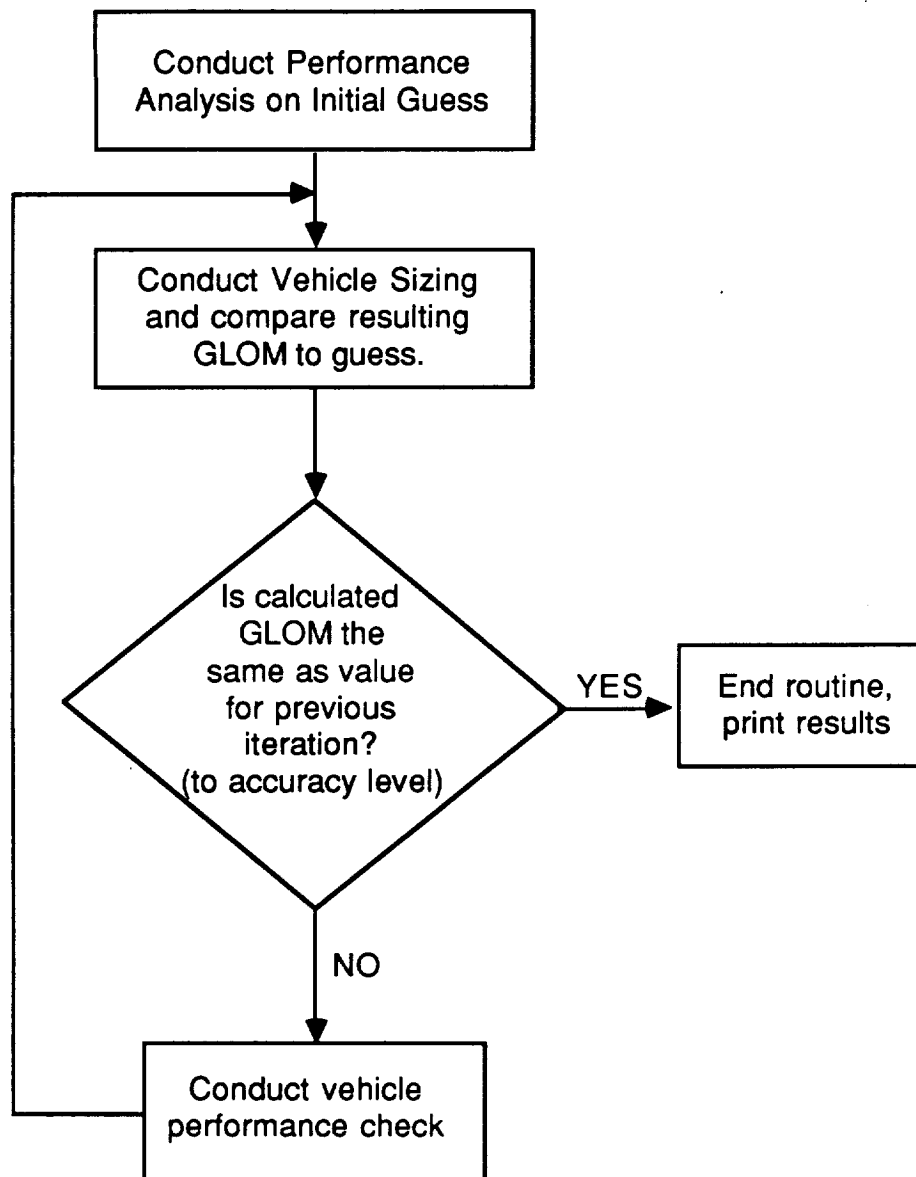 Conduct Performance
Analysis on Initial Guess
Conduct Vehicle Sizing
and compare resulting
GLOM to guess.
Is calculated
GLOM the
same as value
for previous
iteration?
(to accuracy level)
YES
End routine,
print results
NO
Conduct vehicle
performance check